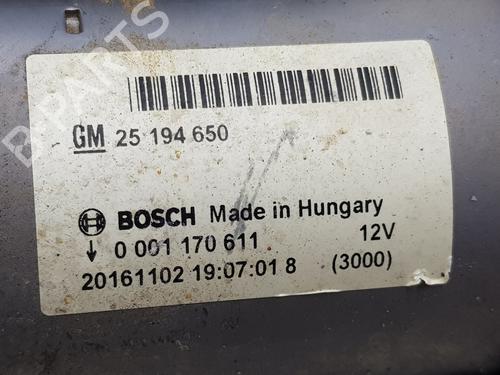 B-PARTS
GM 25 194 650
BOSCH Made in Hungary
0 001 170 611 12V
20161102 19:07:01 8 (3000)